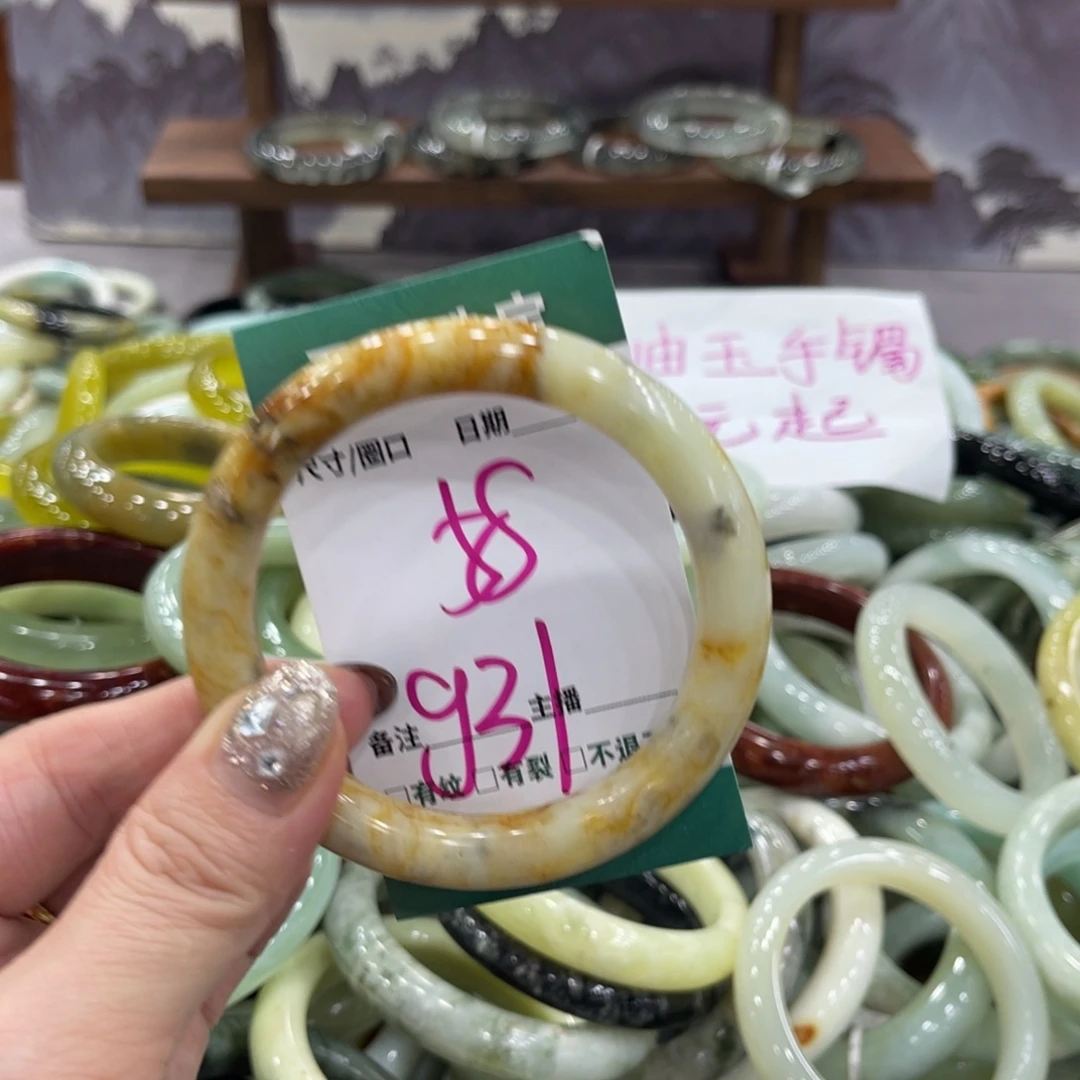 日期
尺寸/圈口
58
931
主播
备注
□有纹 □有裂 □不退
油玉手镯
元起